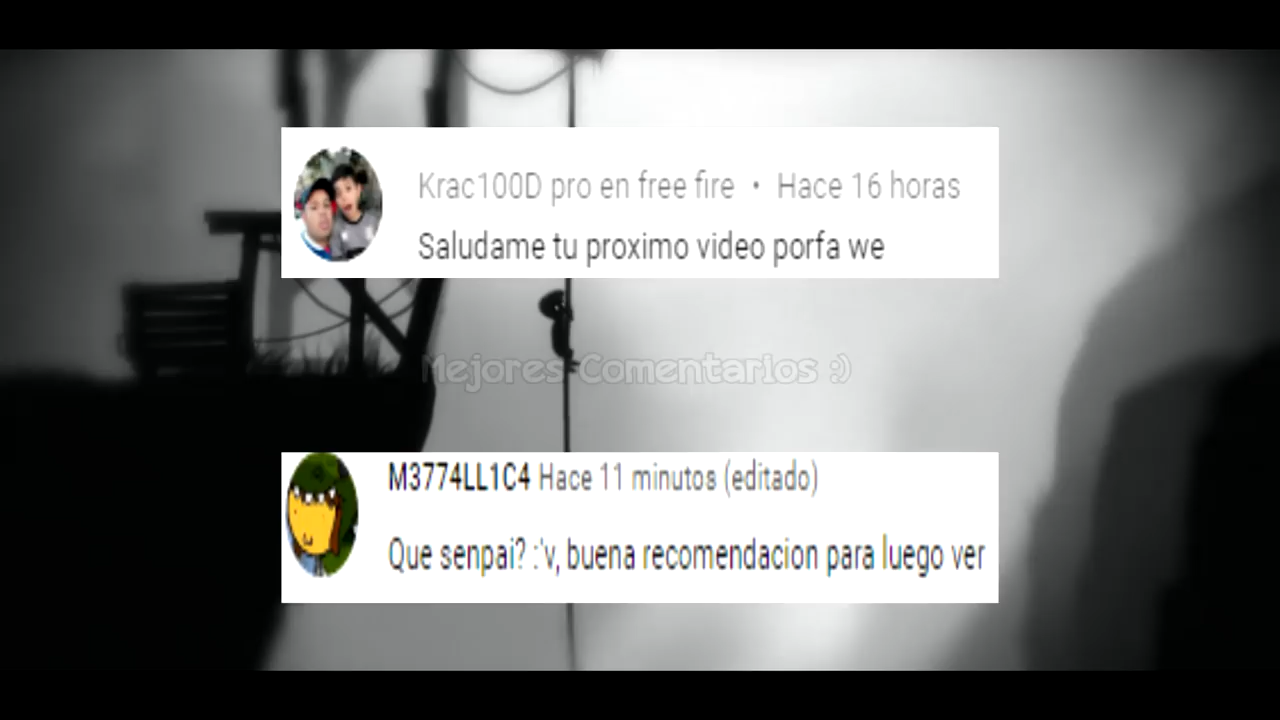 Krac100D pro en free fire • Hace 16 horas
Saludame tu proximo video porfa we
Mejores Comentarios :)
M3774LL1C4 Hace 11 minutos (editado)
Que senpai? :'v, buena recomendacion para luego ver